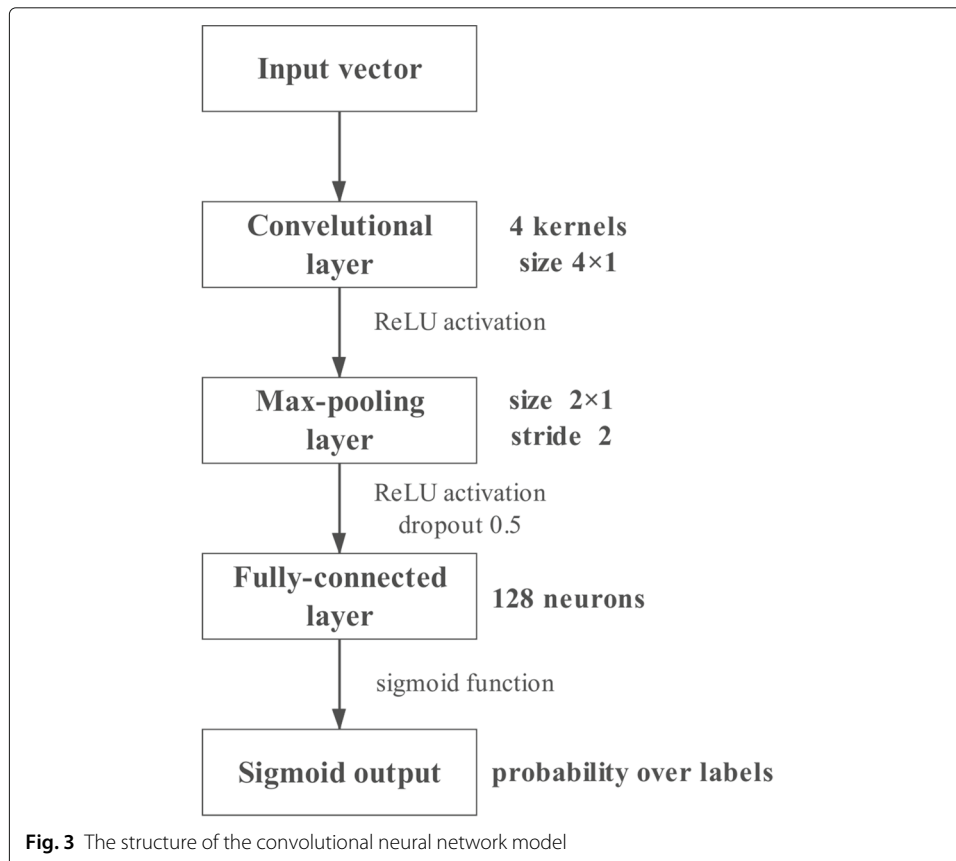 Input vector
Convelutional
layer
4 kernels
size 4×1
ReLU activation
Max-pooling
layer
size 2×1
stride 2
ReLU activation
dropout 0.5
Fully-connected
layer
128 neurons
sigmoid function
Sigmoid output
probability over labels
Fig. 3 The structure of the convolutional neural network model